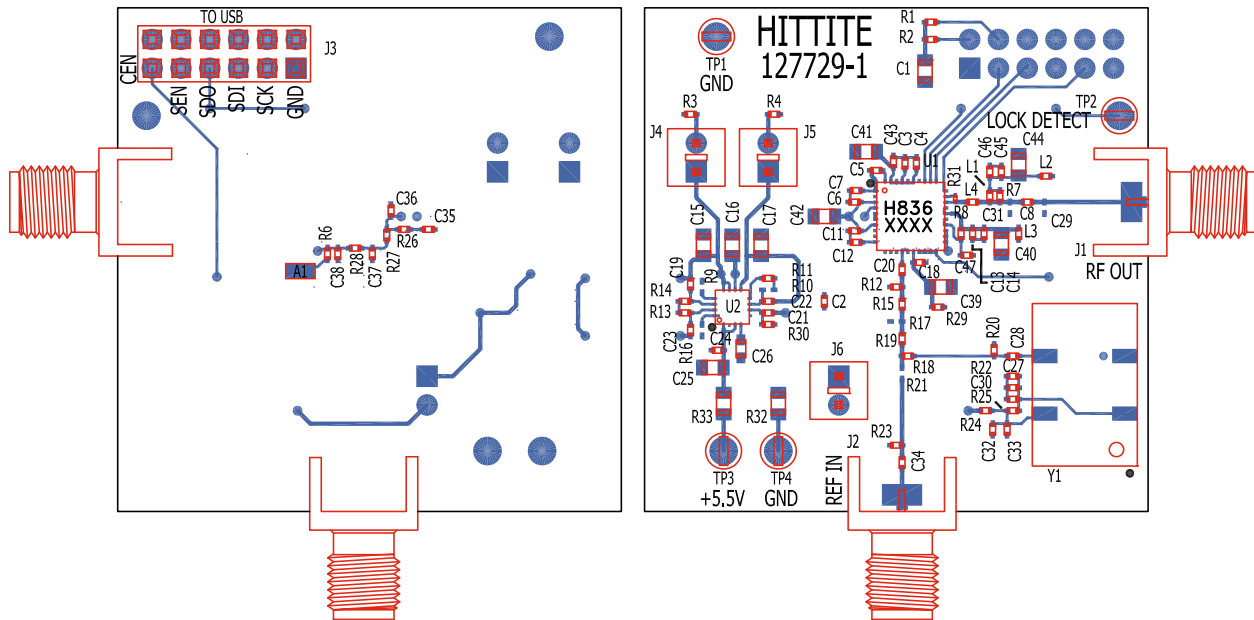 TO USB
J3
CEN
SEN
SDO
SDI
SCK
GND
C36
C35
R26
R27
R6
C38
R28
C37
A1
HITTITE
127729-1
TP1
GND
R1
R2
C1
TP2
LOCK DETECT
R3
R4
J4
J5
C41
C43
C3
C4
U1
C5
C7
C6
C42
C11
C12
H836
XXXX
R31
L1
C46
C45
C44
L2
L4
R7
R8
C31
C8
C29
L3
C40
C47
C13
C14
J1
RF OUT
C15
C16
C17
C19
R9
R11
R10
R14
R13
U2
C22
C21
R30
C2
C23
R16
C24
C25
C26
C20
C18
R12
R15
C39
R17
R29
R19
R18
R21
R20
C28
R22
C27
C30
R25
R24
C32
C33
Y1
J6
R33
R32
TP3
+5.5V
TP4
GND
J2
REF IN
R23
C34